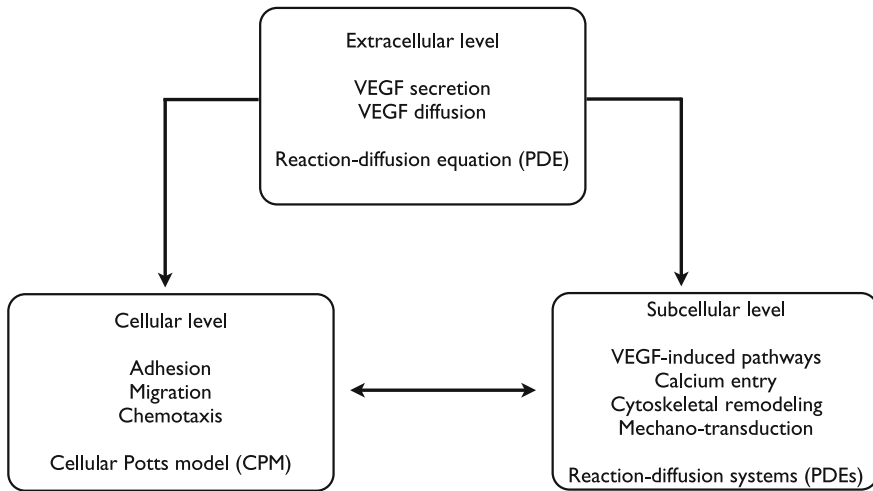 Extracellular level
VEGF secretion
VEGF diffusion
Reaction-diffusion equation (PDE)
Cellular level
Adhesion
Migration
Chemotaxis
Cellular Potts model (CPM)
Subcellular level
VEGF-induced pathways
Calcium entry
Cytoskeletal remodeling
Mechano-transduction
Reaction-diffusion systems (PDEs)